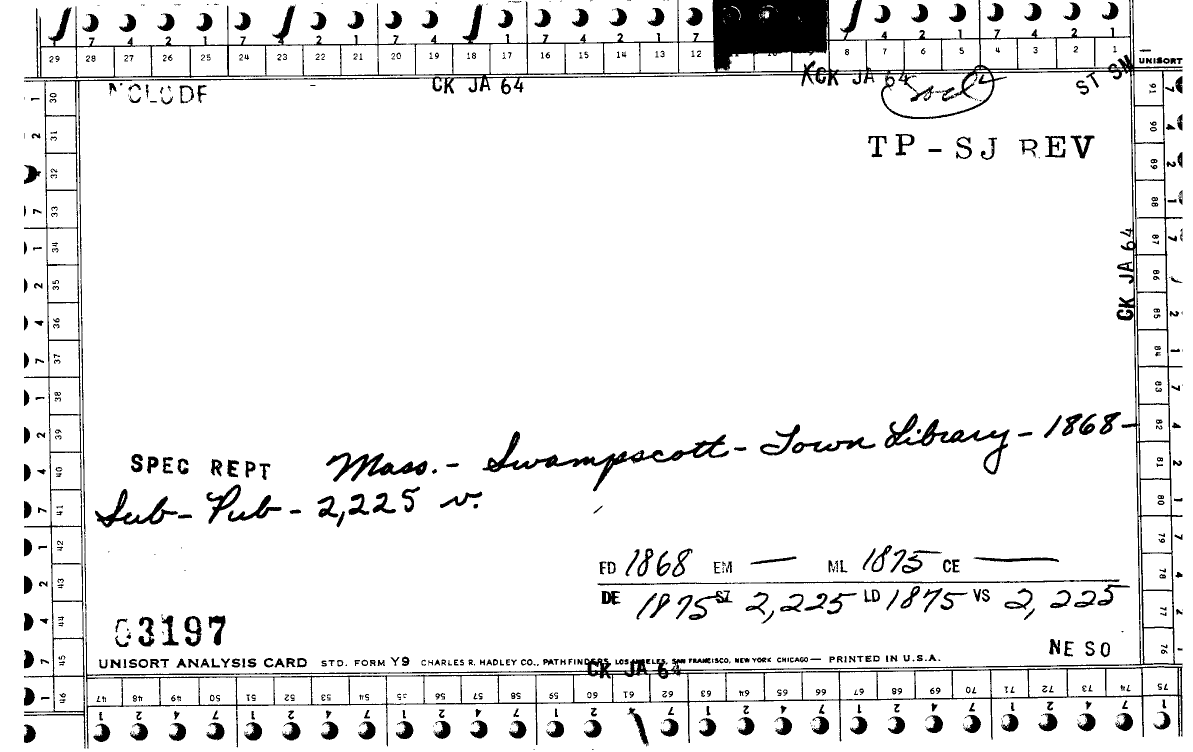 7 4 2 1 7 4 2 1 7 4 2 1 7 4 2 1 7 7 4 2 1 7 4 2 1
29 28 27 26 25 24 23 22 21 20 19 18 17 16 15 14 13 12 8 7 6 5 4 3 2 1
UNISORT
CK JA 64 CK JA 64 ST SM
TP-SJ REV
CK JA 64
SPEC REPT Mass. - Swampscott - Town Library - 1868 -
Sub - Pub - 2,225 v.
FD 1868 EM — ML 1875 CE —
DE 1875 SZ 2,225 LD 1875 VS 2,225
03197
NE SO
UNISORT ANALYSIS CARD STD. FORM Y9 CHARLES R. HADLEY CO., PATHFINDERS, LOS ANGELES, SAN FRANCISCO, NEW YORK CHICAGO — PRINTED IN U.S.A.
CK JA 64
30 31 32 33 34 35 36 37 38 39 40 41 42 43 44 45 46
47 48 49 50 51 52 53 54 55 56 57 58 59 60 61 62 63 64 65 66 67 68 69 70 71 72 73 74 75
91 90 89 88 87 86 85 84 83 82 81 80 79 78 77 76